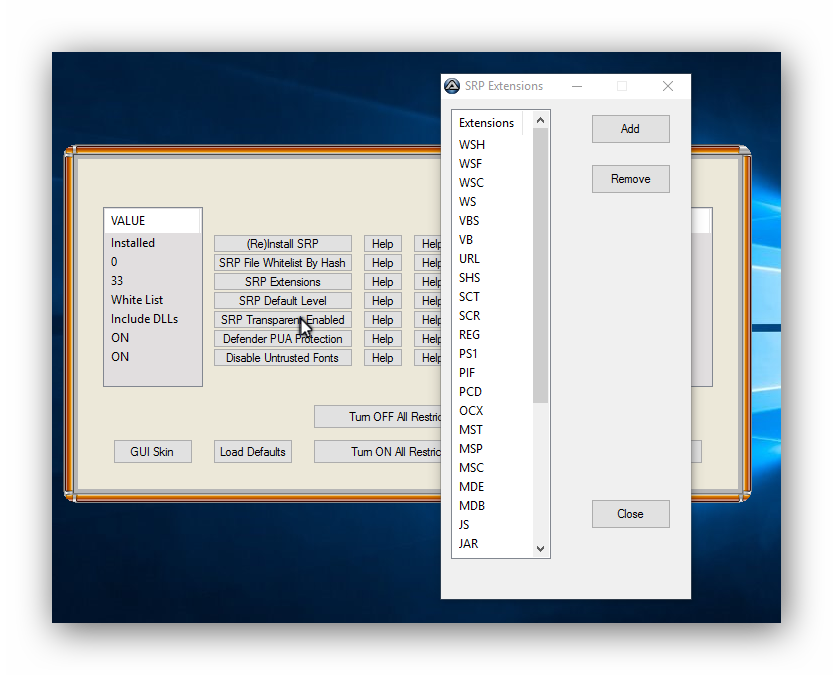 SRP Extensions
Extensions
WSH
WSF
WSC
WS
VBS
VB
URL
SHS
SCT
SCR
REG
PS1
PIF
PCD
OCX
MST
MSP
MSC
MDE
MDB
JS
JAR
Add
Remove
Close
VALUE
Installed
0
33
White List
Include DLLs
ON
ON
(Re)Install SRP Help Help
SRP File Whitelist By Hash Help Help
SRP Extensions Help Help
SRP Default Level Help Help
SRP Transparent Enabled Help Help
Defender PUA Protection Help Help
Disable Untrusted Fonts Help Help
Turn OFF All Restric
GUI Skin Load Defaults Turn ON All Restric